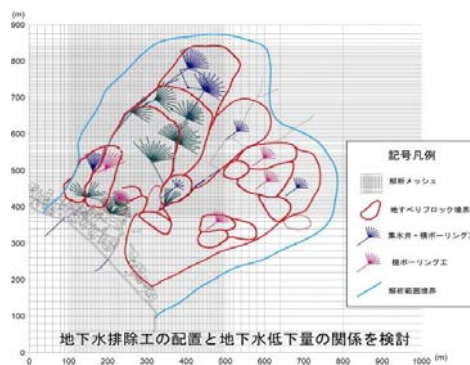 (m)
900
800
700
600
500
400
300
200
100
0
0 100 200 300 400 500 600 700 800 900 1000
(m)
地下水排除工の配置と地下水低下量の関係を検討
記号凡例
解析メッシュ
地すべりブロック境界
集水井+横ボーリング工
横ボーリング工
解析範囲境界